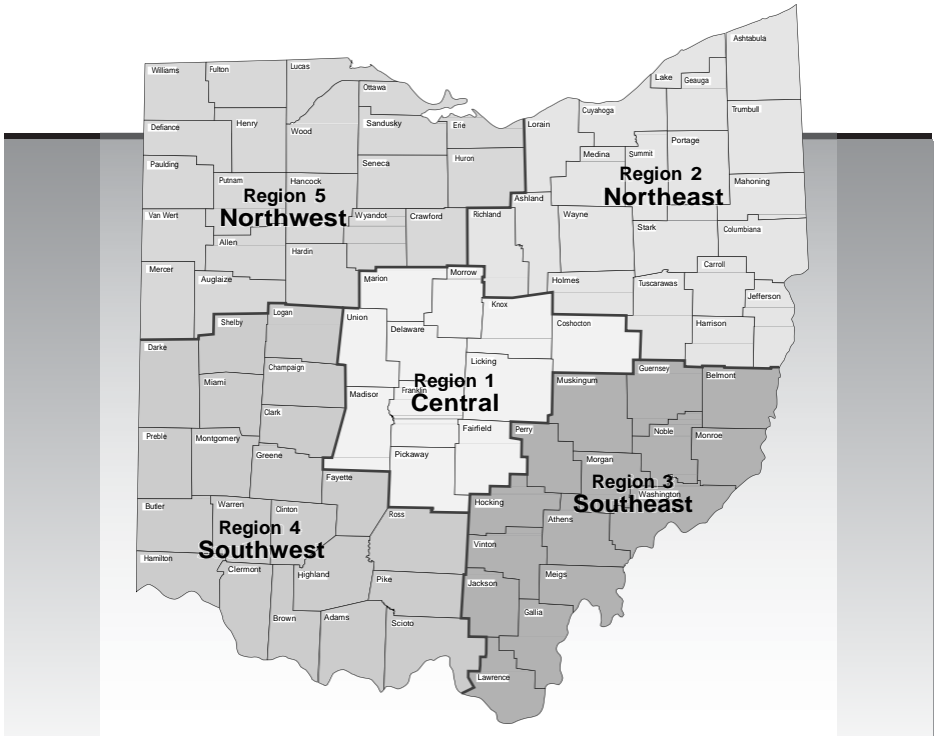 Ashtabula
Williams
Fulton
Lucas
Lake
Geauga
Ottawa
Cuyahoga
Trumbull
Defiance
Henry
Wood
Sandusky
Erie
Lorain
Portage
Paulding
Seneca
Huron
Medina
Summit
Putnam
Hancock
Region 2
Northeast
Mahoning
Region 5
Northwest
Ashland
Van Wert
Wyandot
Crawford
Richland
Wayne
Stark
Columbiana
Allen
Hardin
Mercer
Auglaize
Marion
Morrow
Holmes
Carroll
Tuscarawas
Jefferson
Knox
Logan
Shelby
Union
Delaware
Coshocton
Harrison
Darke
Champaign
Licking
Guernsey
Belmont
Miami
Region 1
Central
Muskingum
Madisor
Franklin
Clark
Preble
Montgomery
Fairfield
Perry
Noble
Monroe
Greene
Pickaway
Morgan
Fayette
Region 3
Southeast
Washington
Butler
Warren
Clinton
Hocking
Ross
Athens
Region 4
Southwest
Hamilton
Vinton
Clermont
Highland
Pike
Jackson
Meigs
Brown
Adams
Scioto
Gallia
Lawrence